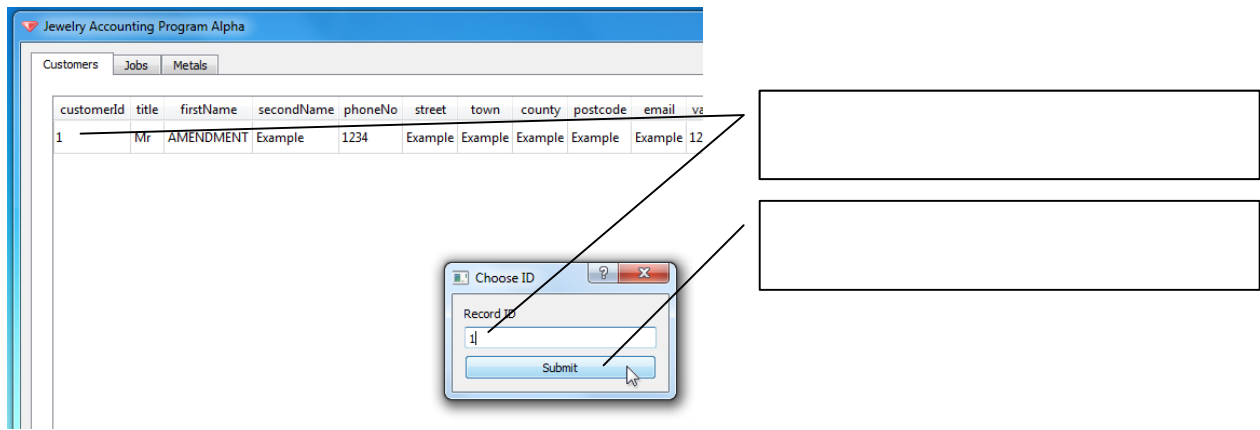 Jewelry Accounting Program Alpha
Customers Jobs Metals
customerId title firstName secondName phoneNo street town county postcode email
1 Mr AMENDMENT Example 1234 Example Example Example Example Example 12
Choose ID ?
Record ID
1
Submit